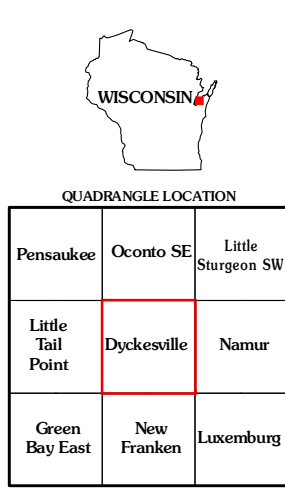 WISCONSIN
QUADRANGLE LOCATION
Pensaukee
Oconto SE
Little
Sturgeon SW
Little
Tail
Point
Dyckesville
Namur
Green
Bay East
New
Franken
Luxemburg